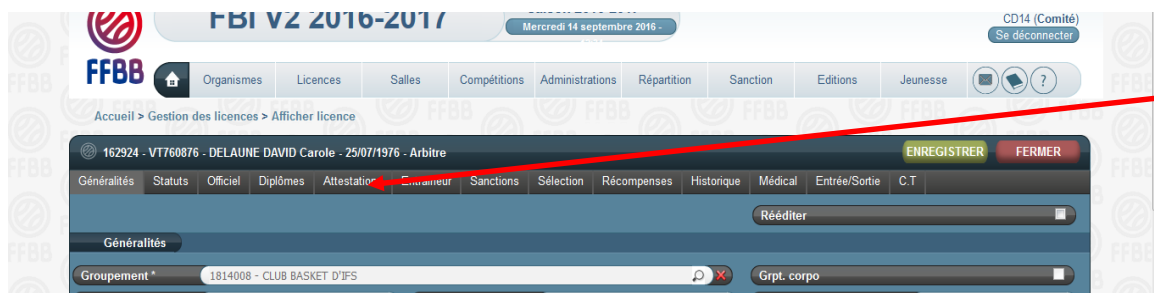 FBI V2 2016-2017
Mercredi 14 septembre 2016 -
CD14 (Comité)
Se déconnecter
FFBB
Organismes Licences Salles Compétitions Administrations Répartition Sanction Editions Jeunesse ?
Accueil > Gestion des licences > Afficher licence
162924 - VT760876 - DELAUNE DAVID Carole - 25/07/1976 - Arbitre
ENREGISTRER FERMER
Généralités Statuts Officiel Diplômes Attestation Entraineur Sanctions Sélection Récompenses Historique Médical Entrée/Sortie C.T
Rééditer
Généralités
Groupement * 1814008 - CLUB BASKET D'IFS Grpt. corpo